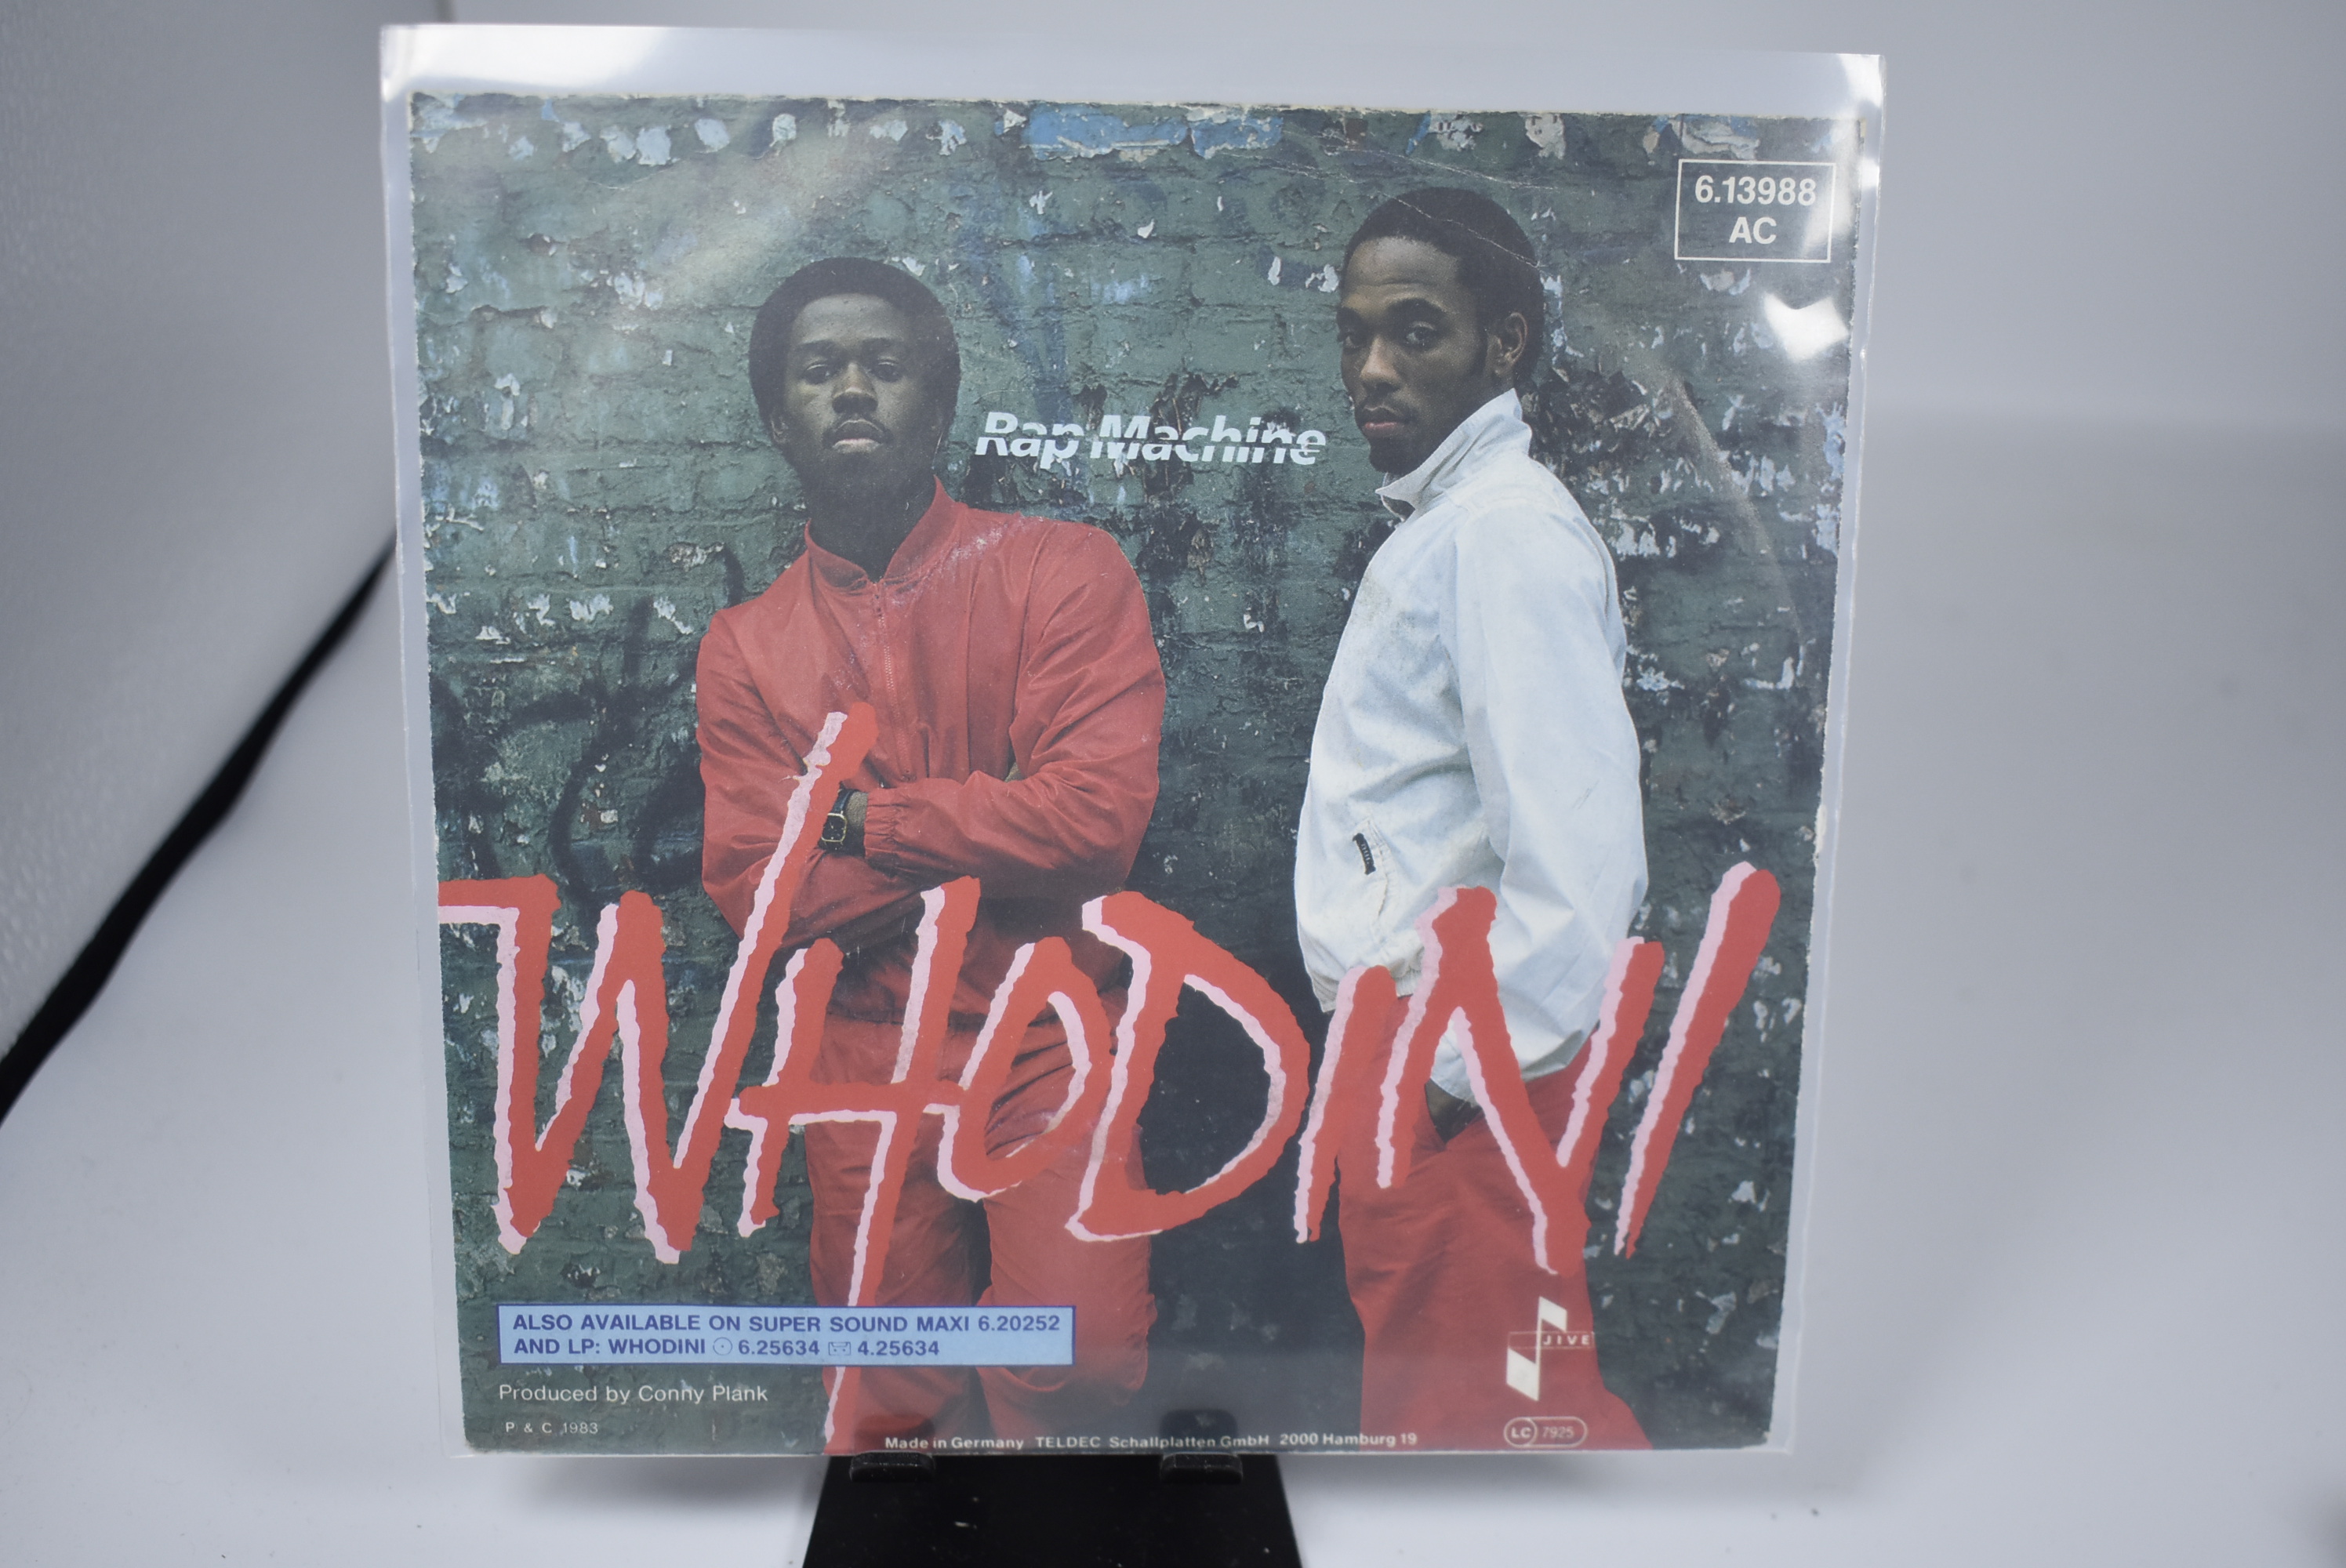 6.13988
AC
Rap Machine
WHODINI
ALSO AVAILABLE ON SUPER SOUND MAXI 6.20252
AND LP: WHODINI 6.25634 4.25634
JIVE
Produced by Conny Plank
P & C 1983
Made in Germany TELDEC Schallplatten GmbH 2000 Hamburg 19
LC 7925